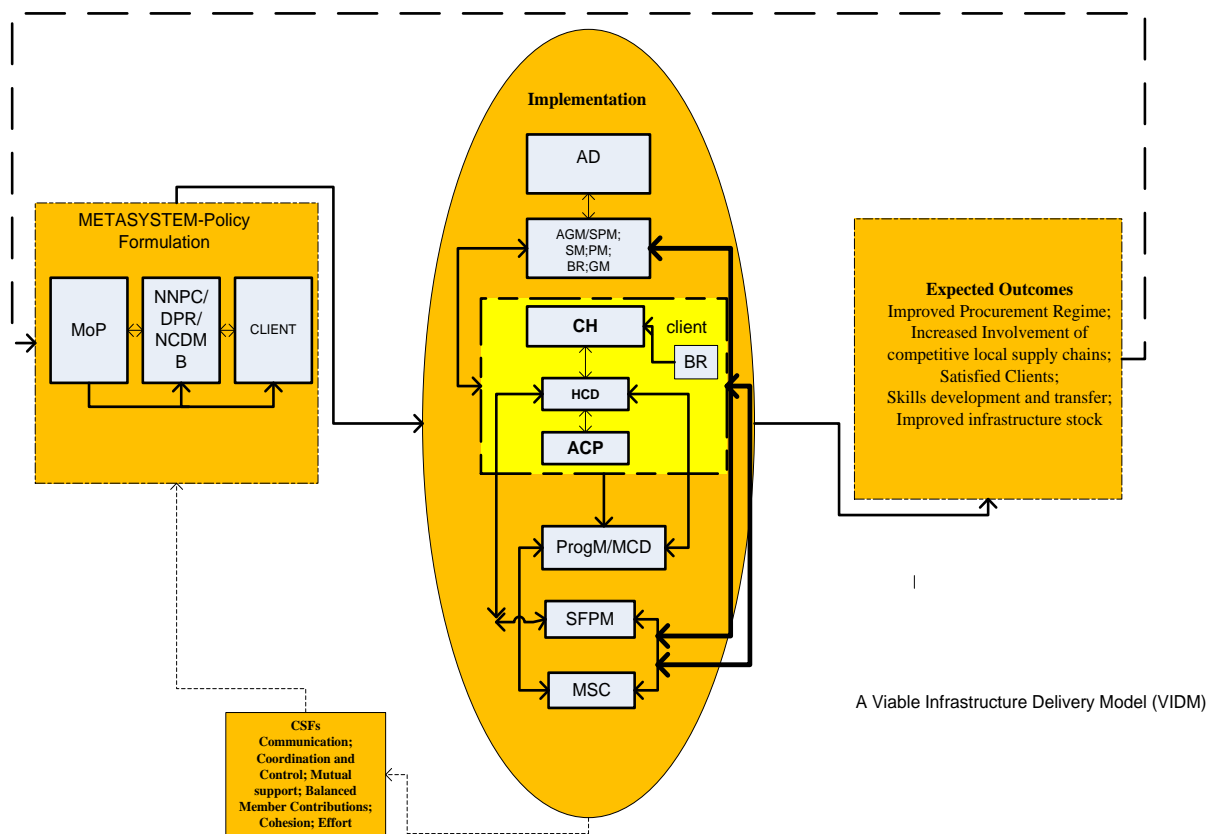 METASYSTEM-Policy
Formulation
MoP
NNPC/
DPR/
NCDM
B
CLIENT
Implementation
AD
AGM/SPM;
SM;PM;
BR;GM
CH
client
BR
HCD
ACP
ProgM/MCD
SFPM
MSC
Expected Outcomes
Improved Procurement Regime;
Increased Involvement of
competitive local supply chains;
Satisfied Clients;
Skills development and transfer;
Improved infrastructure stock
A Viable Infrastructure Delivery Model (VIDM)
CSFs
Communication;
Coordination and
Control; Mutual
support; Balanced
Member Contributions;
Cohesion; Effort